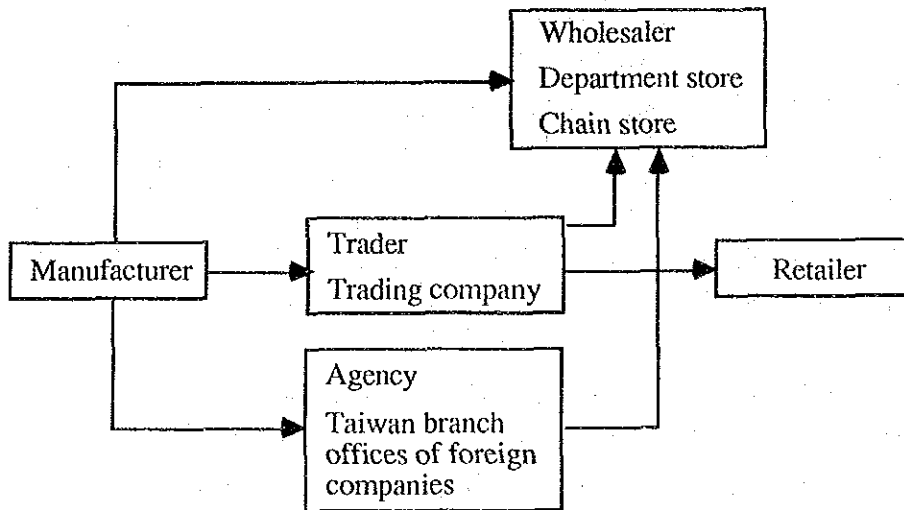 Wholesaler
Department store
Chain store
Manufacturer
Trader
Trading company
Retailer
Agency
Taiwan branch
offices of foreign
companies